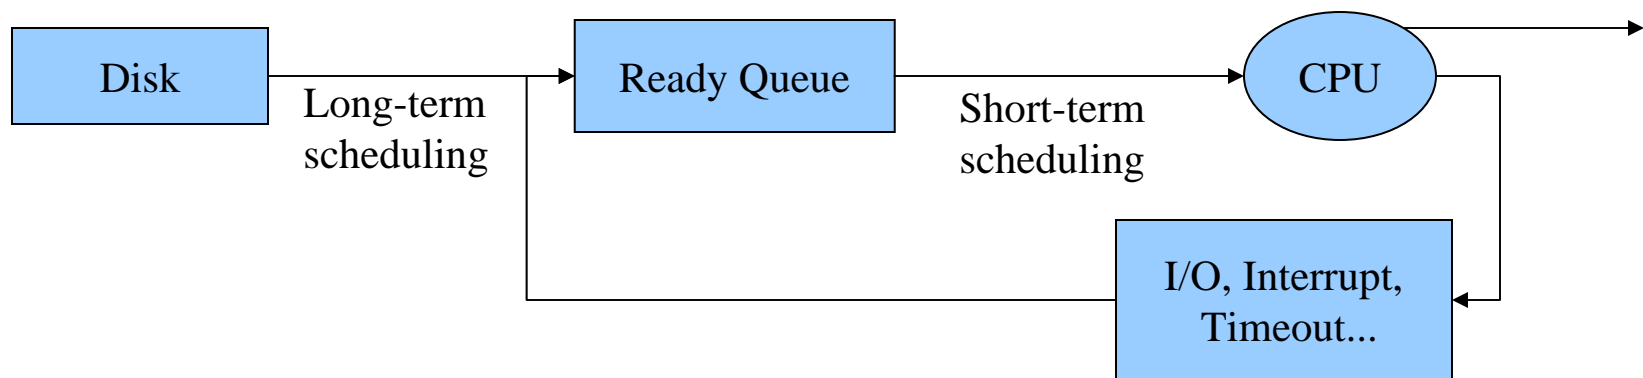 Disk
Long-term
scheduling
Ready Queue
Short-term
scheduling
CPU
I/O, Interrupt,
Timeout...